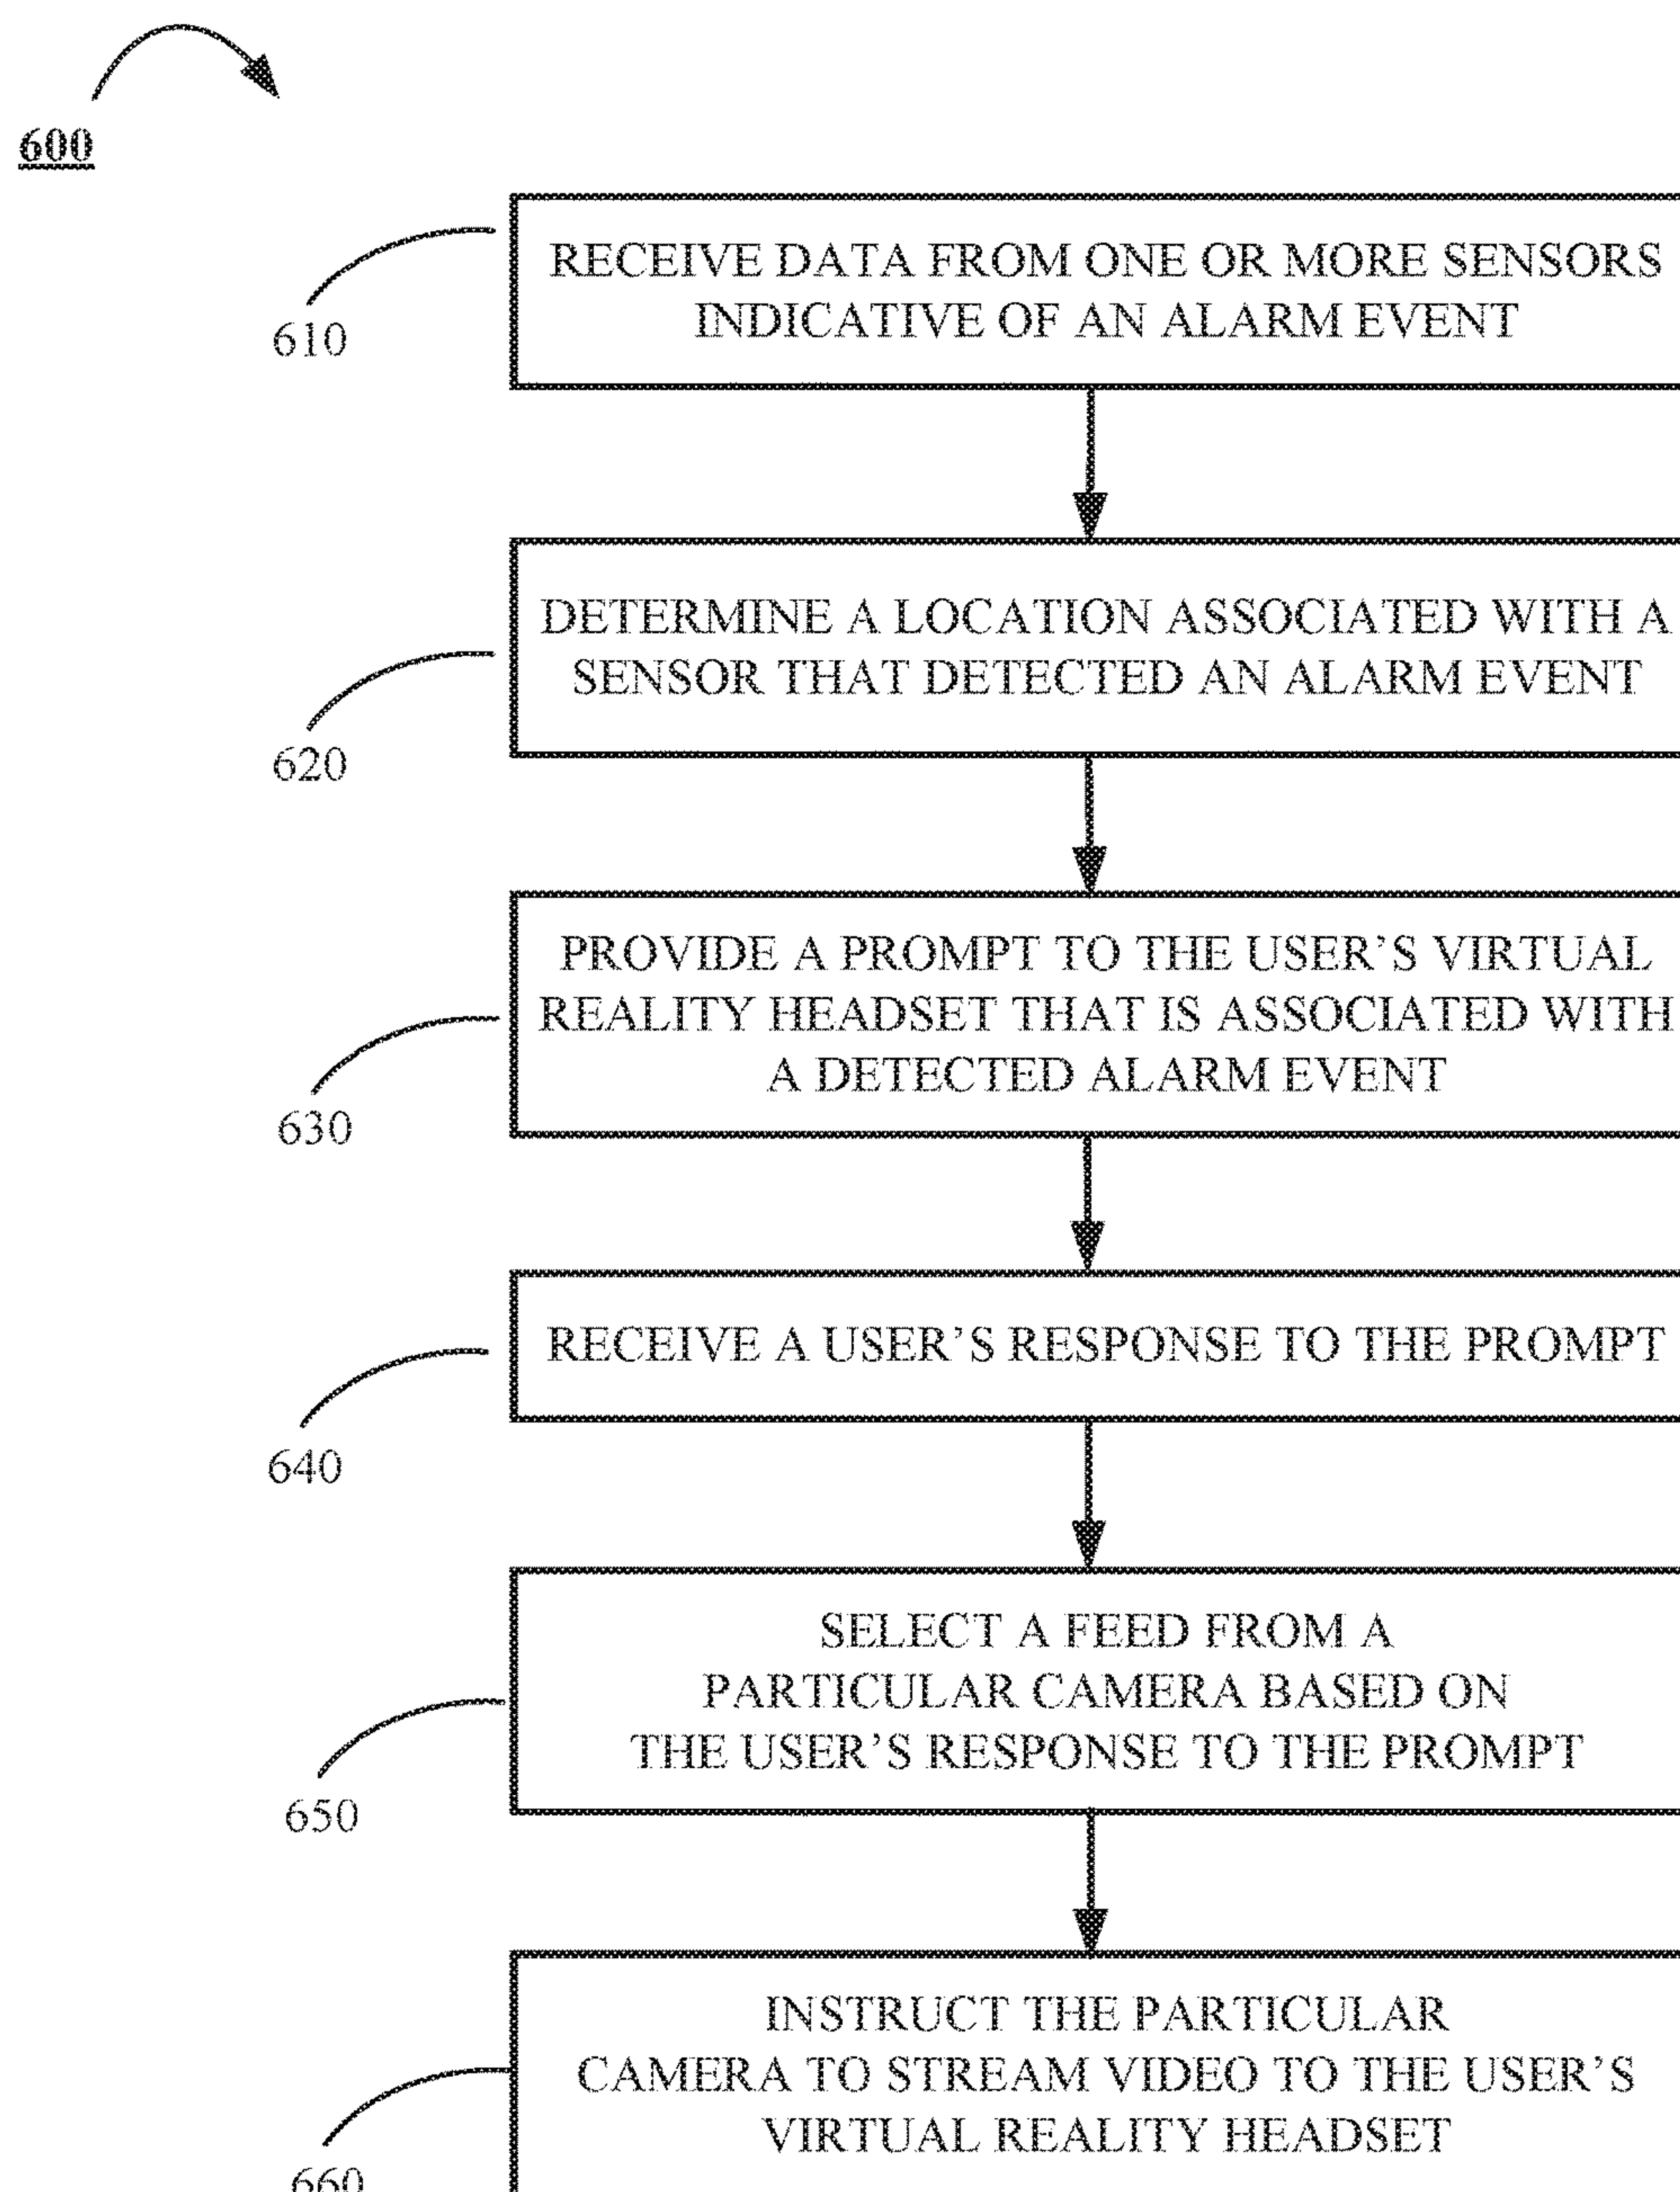 600
RECEIVE DATA FROM ONE OR MORE SENSORS
INDICATIVE OF AN ALARM EVENT
610
DETERMINE A LOCATION ASSOCIATED WITH A
SENSOR THAT DETECTED AN ALARM EVENT
620
PROVIDE A PROMPT TO THE USER’S VIRTUAL
REALITY HEADSET THAT IS ASSOCIATED WITH
A DETECTED ALARM EVENT
630
RECEIVE A USER’S RESPONSE TO THE PROMPT
640
SELECT A FEED FROM A
PARTICULAR CAMERA BASED ON
THE USER’S RESPONSE TO THE PROMPT
650
INSTRUCT THE PARTICULAR
CAMERA TO STREAM VIDEO TO THE USER’S
VIRTUAL REALITY HEADSET
660